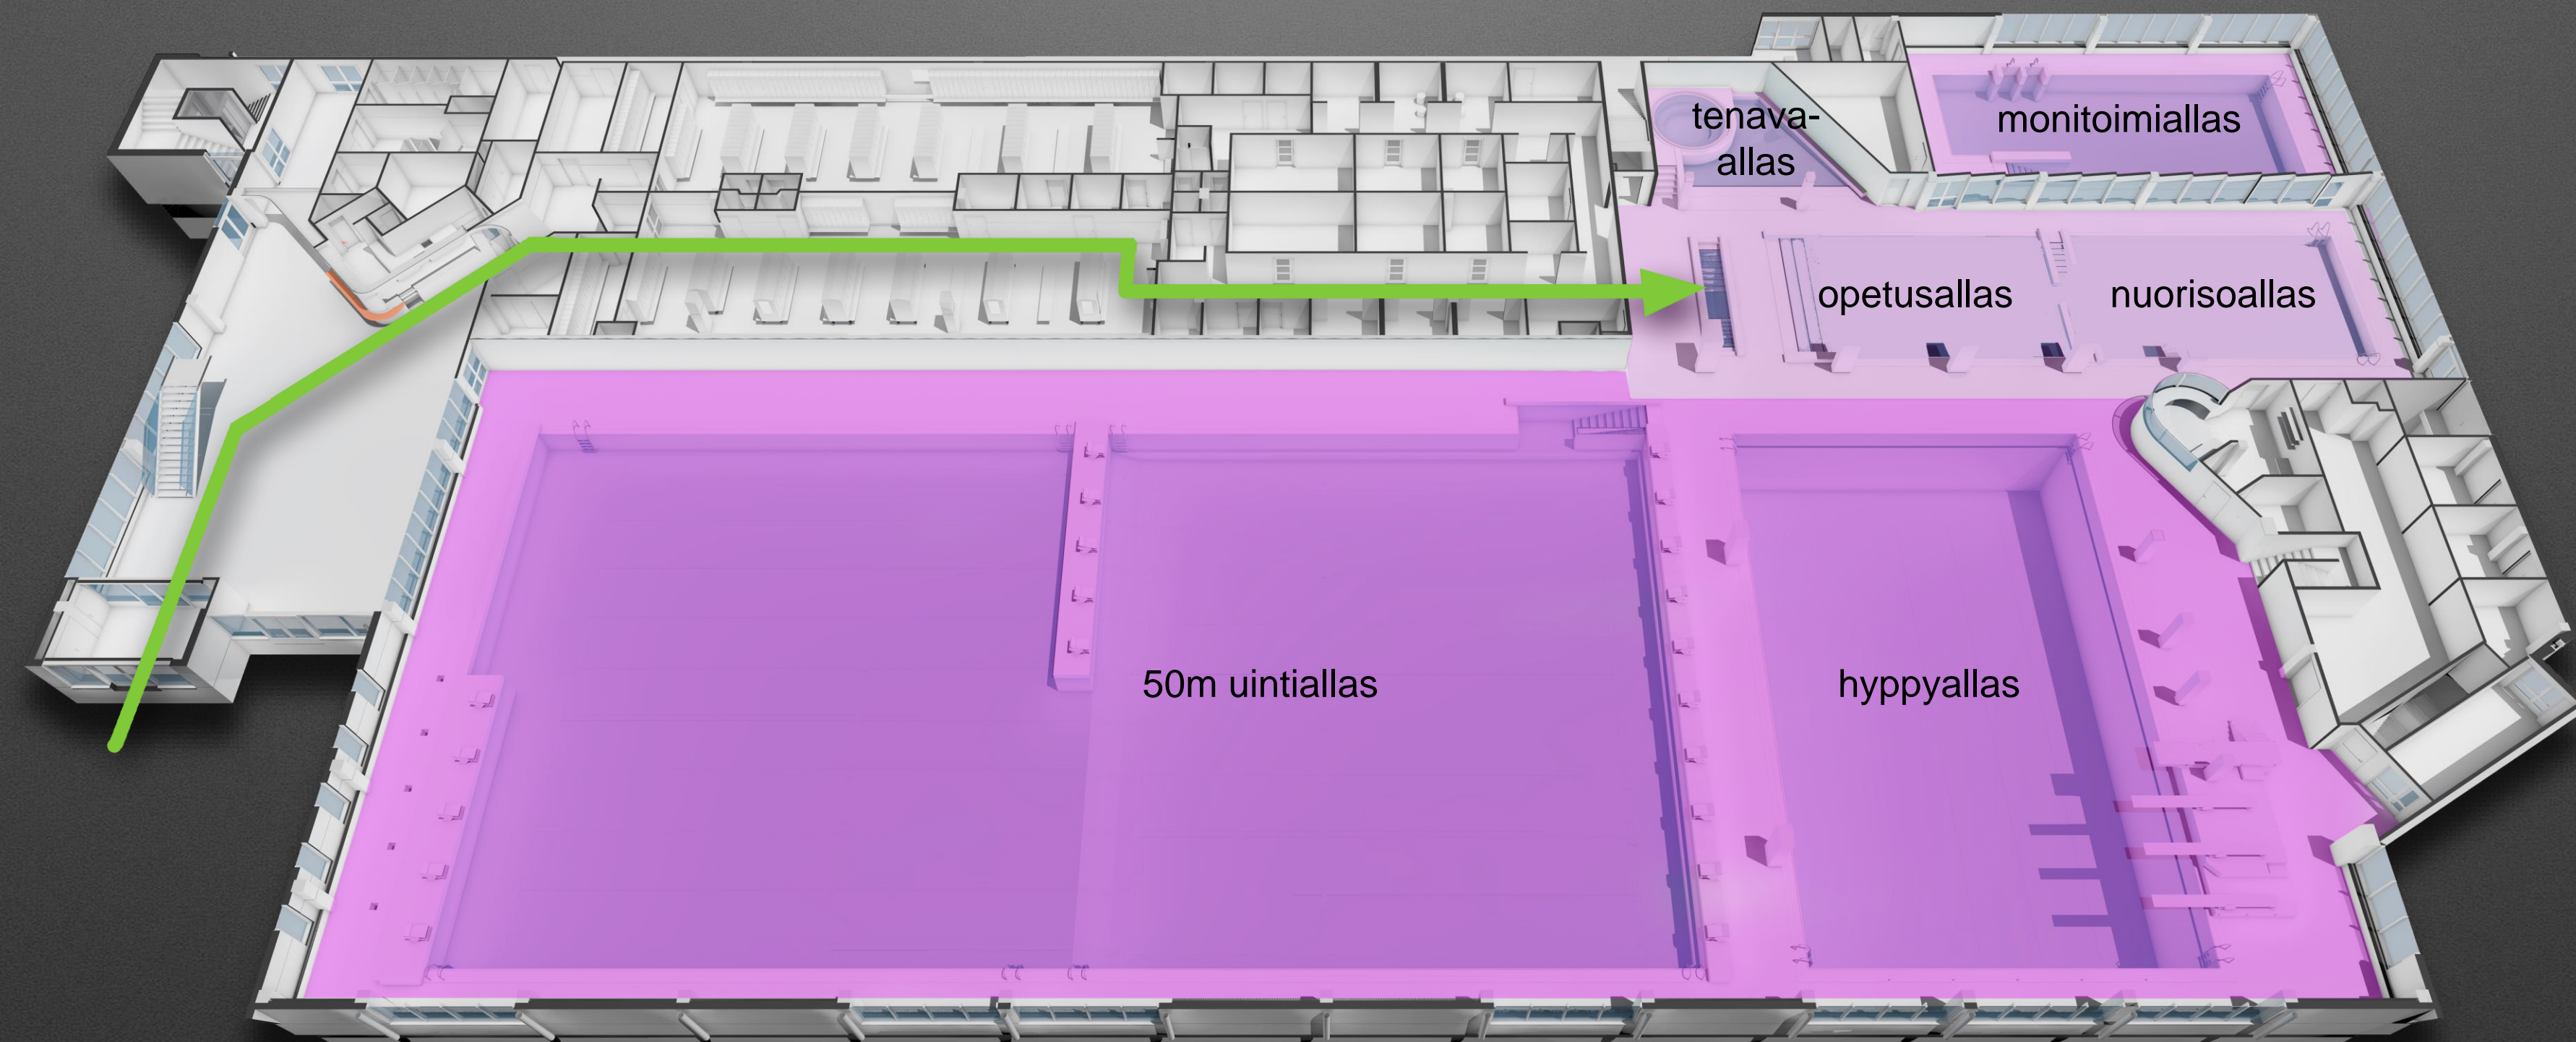 tenava-
allas
monitoimiallas
opetusallas
nuorisoallas
50m uintiallas
hyppyallas